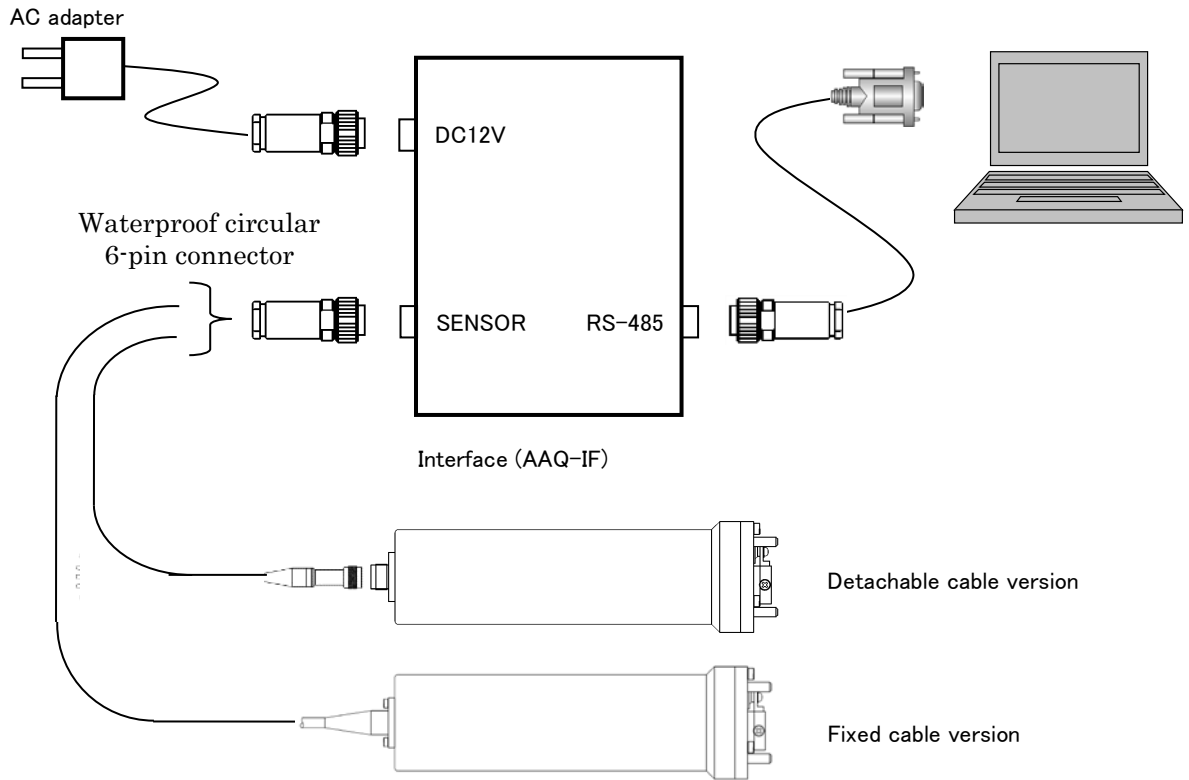 AC adapter
DC12V
Waterproof circular
6-pin connector
SENSOR
RS-485
Interface (AAQ-IF)
Detachable cable version
Fixed cable version